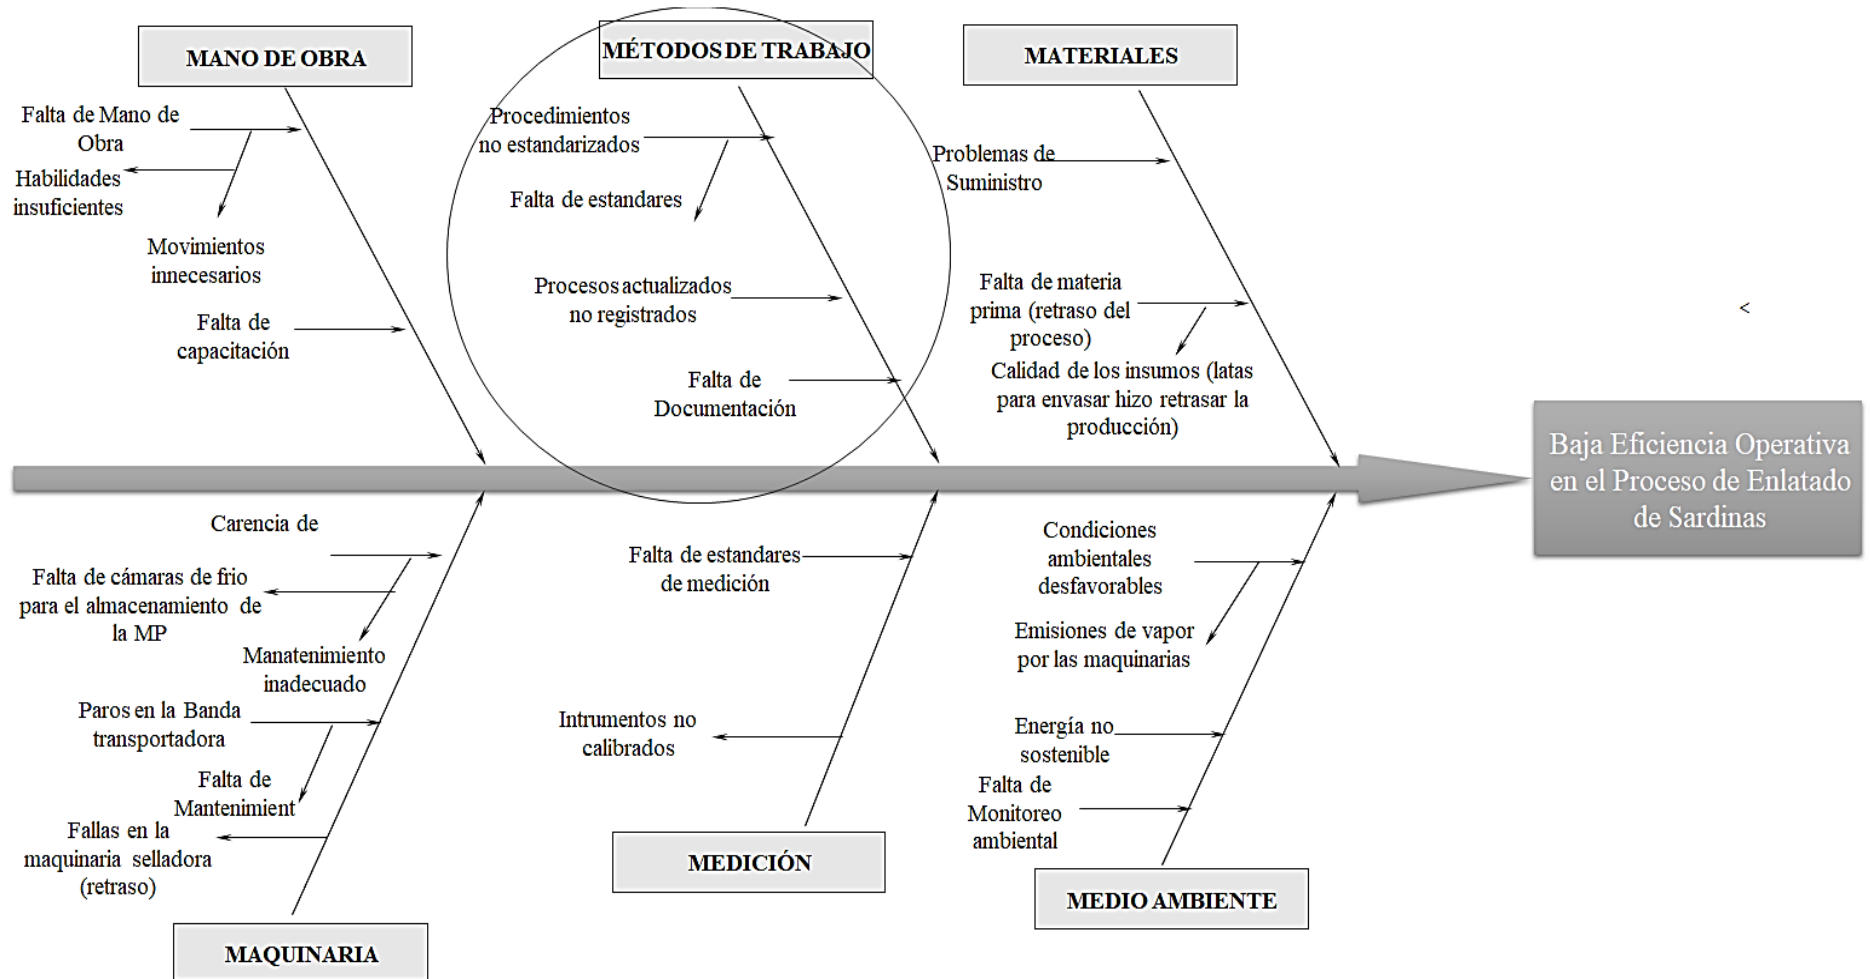 MANO DE OBRA
Falta de Mano de
Obra
Habilidades
insuficientes
Movimientos
innecesarios
Falta de
capacitación
MÉTODOS DE TRABAJO
Procedimientos
no estandarizados
Falta de estandares
Procesos actualizados
no registrados
Falta de
Documentación
MATERIALES
Problemas de
Suministro
Falta de materia
prima (retraso del
proceso)
Calidad de los insumos (latas
para envasar hizo retrasar la
producción)
<
Baja Eficiencia Operativa
en el Proceso de Enlatado
de Sardinas
Carencia de
Falta de cámaras de frio
para el almacenamiento de
la MP
Manatenimiento
inadecuado
Paros en la Banda
transportadora
Falta de
Mantenimient
Fallas en la
maquinaria selladora
(retraso)
MAQUINARIA
Falta de estandares
de medición
Intrumentos no
calibrados
MEDICIÓN
Condiciones
ambientales
desfavorables
Emisiones de vapor
por las maquinarias
Energía no
sostenible
Falta de
Monitoreo
ambiental
MEDIO AMBIENTE